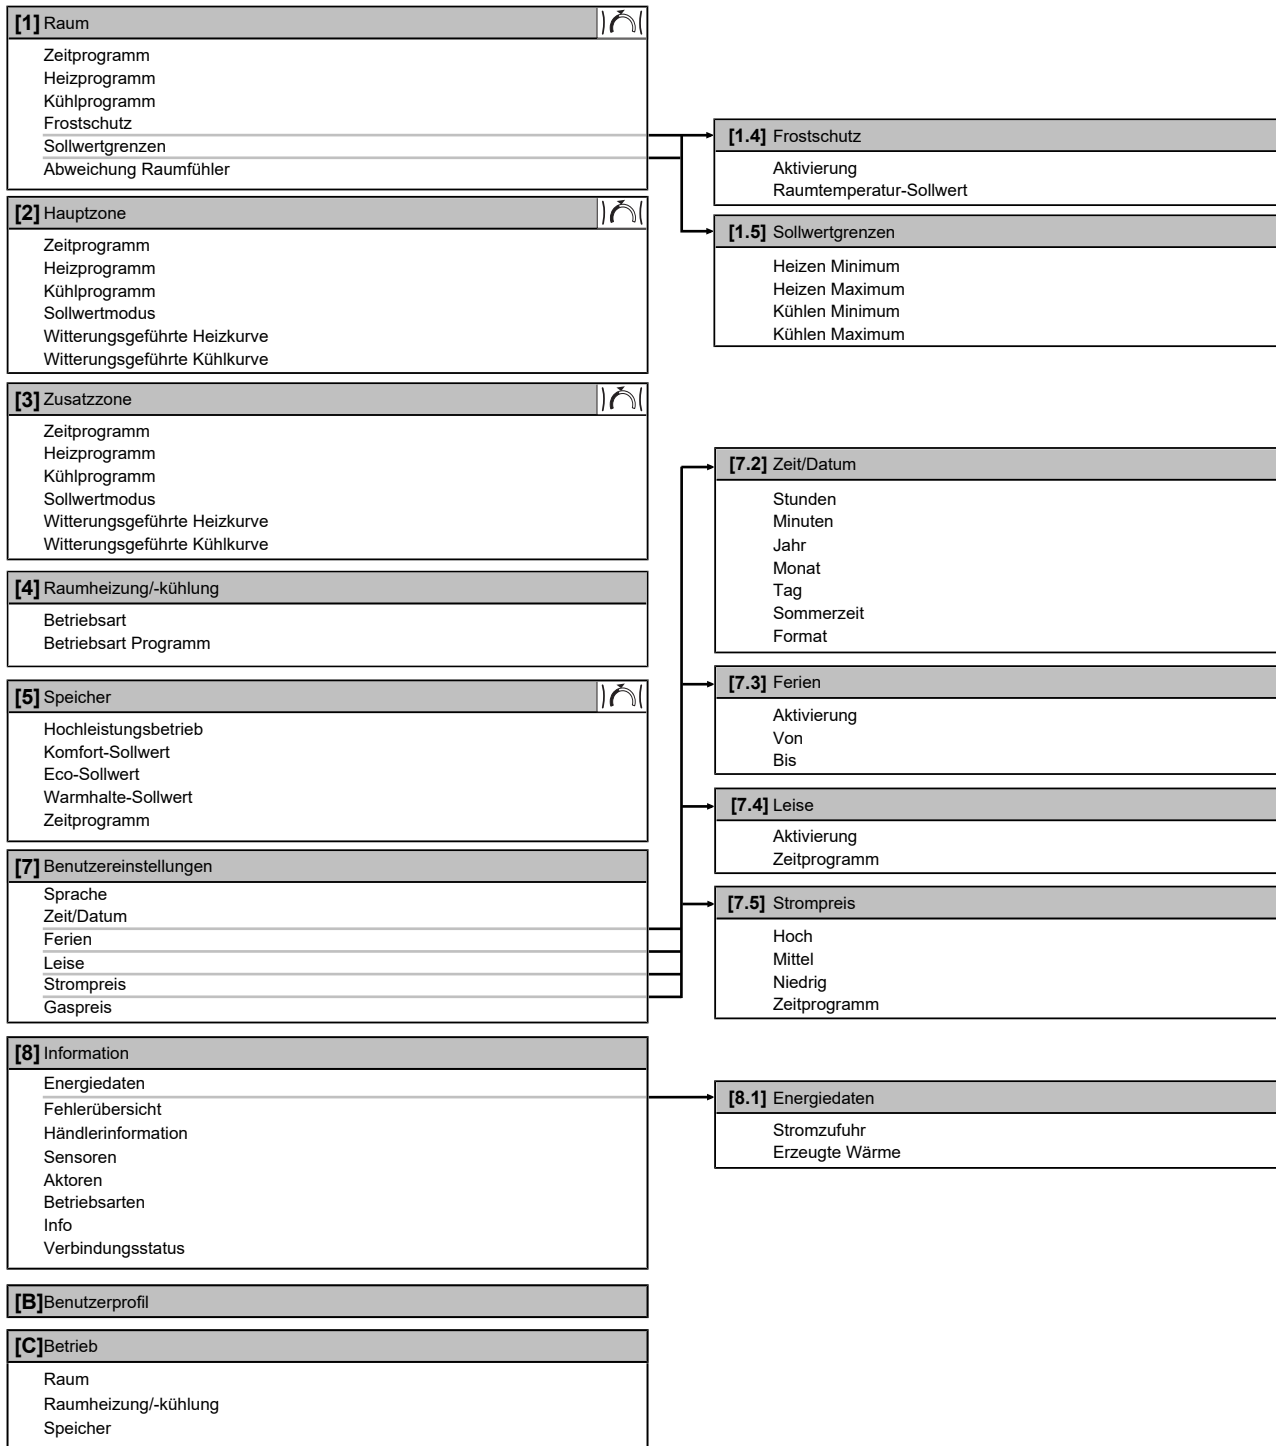 [1] Raum
Zeitprogramm
Heizprogramm
Kühlprogramm
Frostschutz
Sollwertgrenzen
Abweichung Raumfühler
[2] Hauptzone
Zeitprogramm
Heizprogramm
Kühlprogramm
Sollwertmodus
Witterungsgeführte Heizkurve
Witterungsgeführte Kühlkurve
[3] Zusatzzone
Zeitprogramm
Heizprogramm
Kühlprogramm
Sollwertmodus
Witterungsgeführte Heizkurve
Witterungsgeführte Kühlkurve
[4] Raumheizung/-kühlung
Betriebsart
Betriebsart Programm
[5] Speicher
Hochleistungsbetrieb
Komfort-Sollwert
Eco-Sollwert
Warmhalte-Sollwert
Zeitprogramm
[7] Benutzereinstellungen
Sprache
Zeit/Datum
Ferien
Leise
Strompreis
Gaspreis
[8] Information
Energiedaten
Fehlerübersicht
Händlerinformation
Sensoren
Aktoren
Betriebsarten
Info
Verbindungsstatus
[B] Benutzerprofil
[C] Betrieb
Raum
Raumheizung/-kühlung
Speicher
[1.4] Frostschutz
Aktivierung
Raumtemperatur-Sollwert
[1.5] Sollwertgrenzen
Heizen Minimum
Heizen Maximum
Kühlen Minimum
Kühlen Maximum
[7.2] Zeit/Datum
Stunden
Minuten
Jahr
Monat
Tag
Sommerzeit
Format
[7.3] Ferien
Aktivierung
Von
Bis
[7.4] Leise
Aktivierung
Zeitprogramm
[7.5] Strompreis
Hoch
Mittel
Niedrig
Zeitprogramm
[8.1] Energiedaten
Stromzufuhr
Erzeugte Wärme